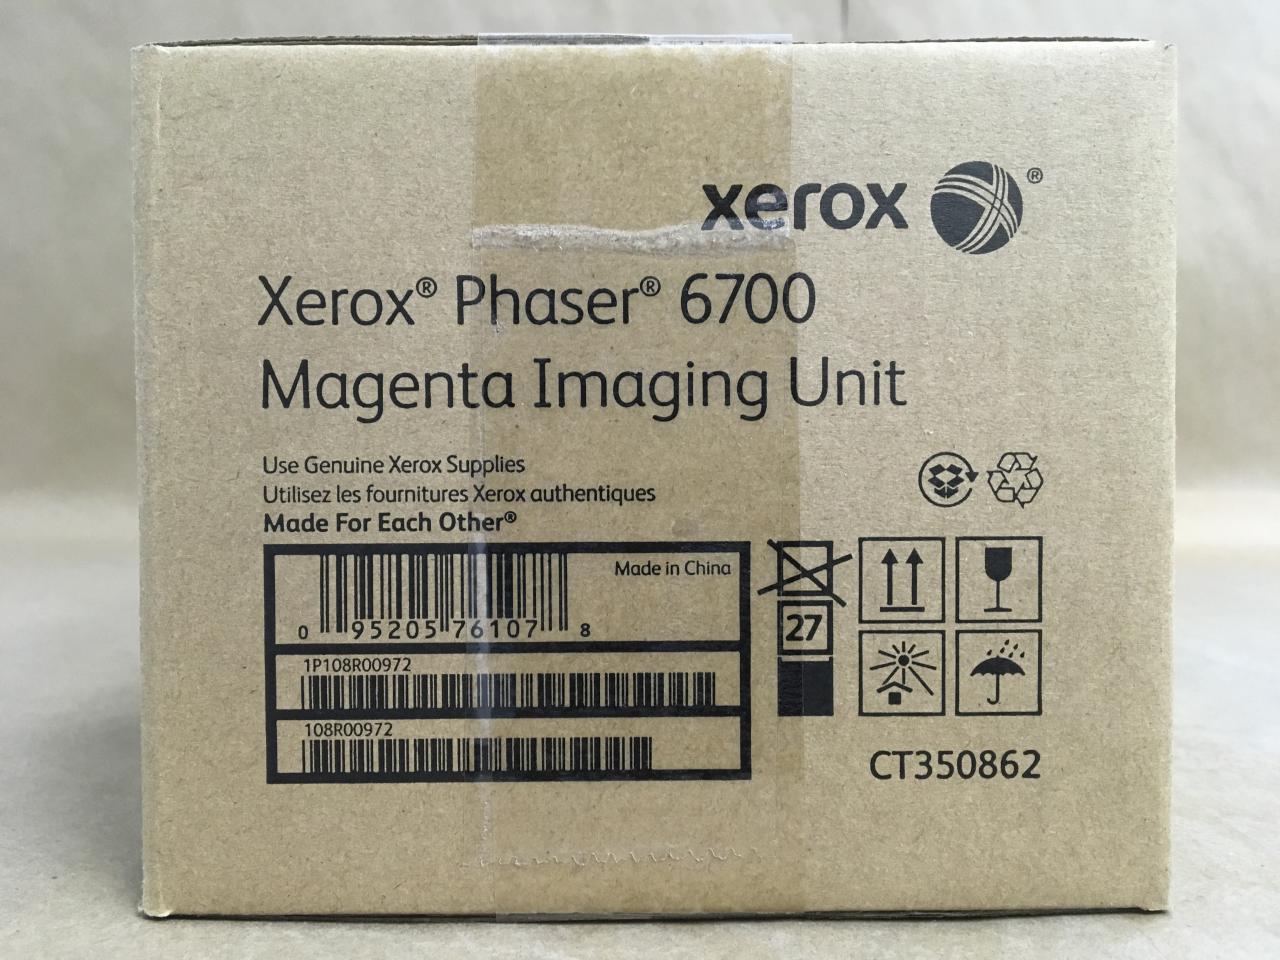 xerox ®
Xerox® Phaser® 6700
Magenta Imaging Unit
Use Genuine Xerox Supplies
Utilisez les fournitures Xerox authentiques
Made For Each Other®
Made in China
0 95205 76107 8
27
1P108R00972
108R00972
CT350862